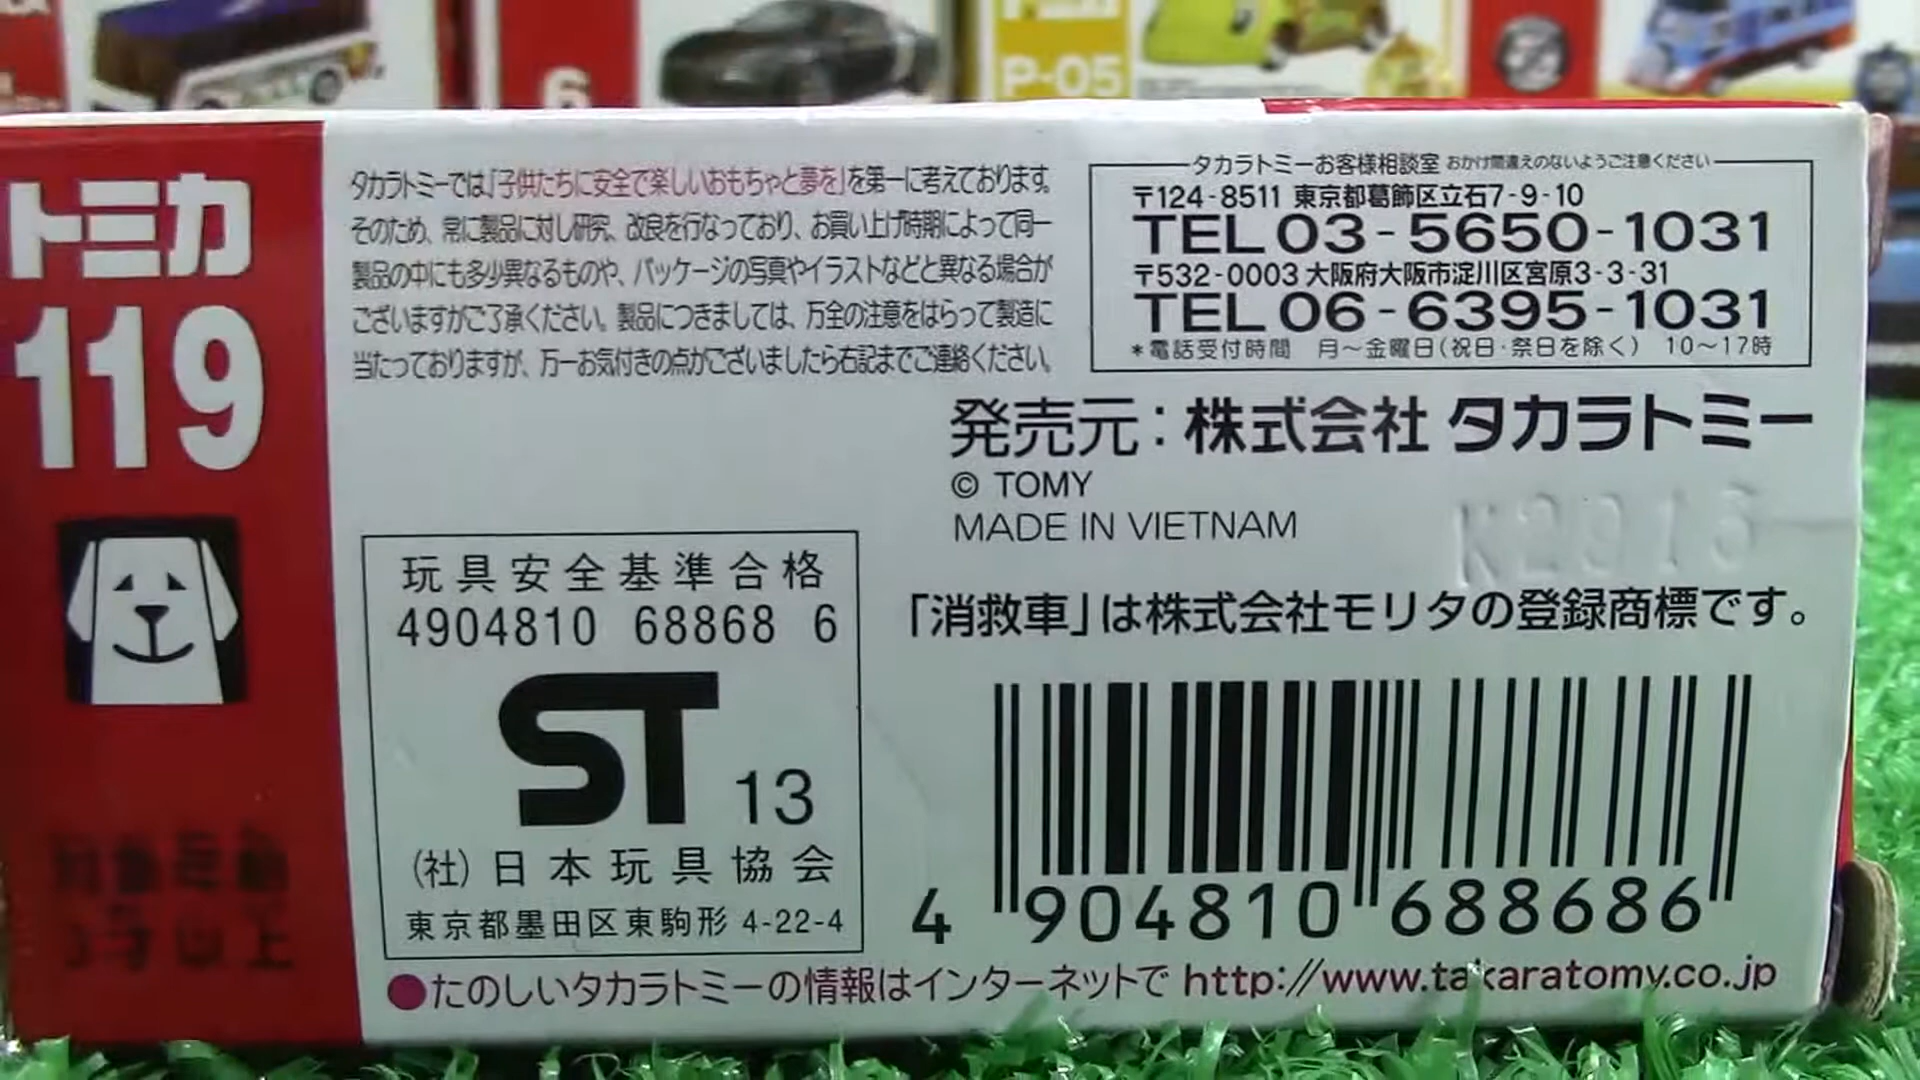 6
P-05
トミカ
119
対象年齢
3才以上
タカラトミーでは「子供たちに安全で楽しいおもちゃと夢を」を第一に考えております。
そのため、常に製品に対し研究、改良を行なっており、お買い上げ時期によって同一
製品の中にも多少異なるものや、パッケージの写真やイラストなどと異なる場合が
ございますがご了承ください。製品につきましては、万全の注意をはらって製造に
当たっておりますが、万一お気付きの点がございましたら右記までご連絡ください。
タカラトミーお客様相談室 おかけ間違えのないようご注意ください
〒124-8511 東京都葛飾区立石7-9-10
TEL 03-5650-1031
〒532-0003 大阪府大阪市淀川区宮原3-3-31
TEL 06-6395-1031
*電話受付時間 月~金曜日(祝日・祭日を除く) 10~17時
発売元:株式会社 タカラトミー
© TOMY
MADE IN VIETNAM
「消救車」は株式会社モリタの登録商標です。
玩具安全基準合格
4904810 68868 6
ST 13
(社)日本玩具協会
東京都墨田区東駒形 4-22-4
4 904810 688686
●たのしいタカラトミーの情報はインターネットで http://www.takaratomy.co.jp